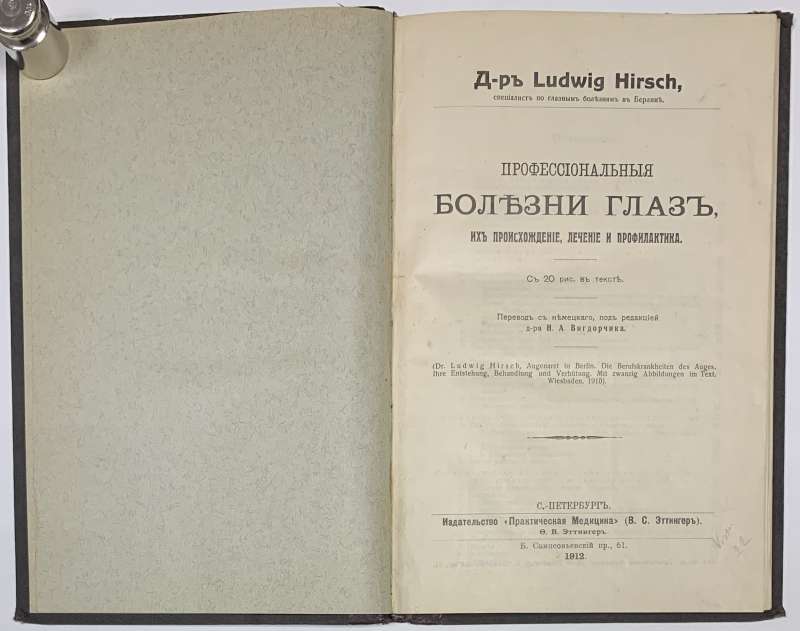 Д-ръ Ludwig Hirsch,
спеціалистъ по глазнымъ болѣзнямъ въ Берлинѣ.
ПРОФЕССІОНАЛЬНЫЯ
БОЛѢЗНИ ГЛАЗЪ,
ИХЪ ПРОИСХОЖДЕНІЕ, ЛЕЧЕНІЕ И ПРОФИЛАКТИКА.
Съ 20 рис. въ текстѣ.
Переводъ съ нѣмецкаго, подъ редакціей
д-ра Н. А. Вигдорчика.
(Dr. Ludwig Hirsch, Augenarzt in Berlin. Die Berufskrankheiten des Auges,
Ihre Entstehung, Behandlung und Verhütung. Mit zwanzig Abbildungen im Text.
Wiesbaden. 1910).
С.-ПЕТЕРБУРГЪ.
Издательство «Практическая Медицина» (В. С. Эттингеръ).
Ѳ. В. Эттингеръ.
Б. Сампсоньевскій пр., 61.
1912.